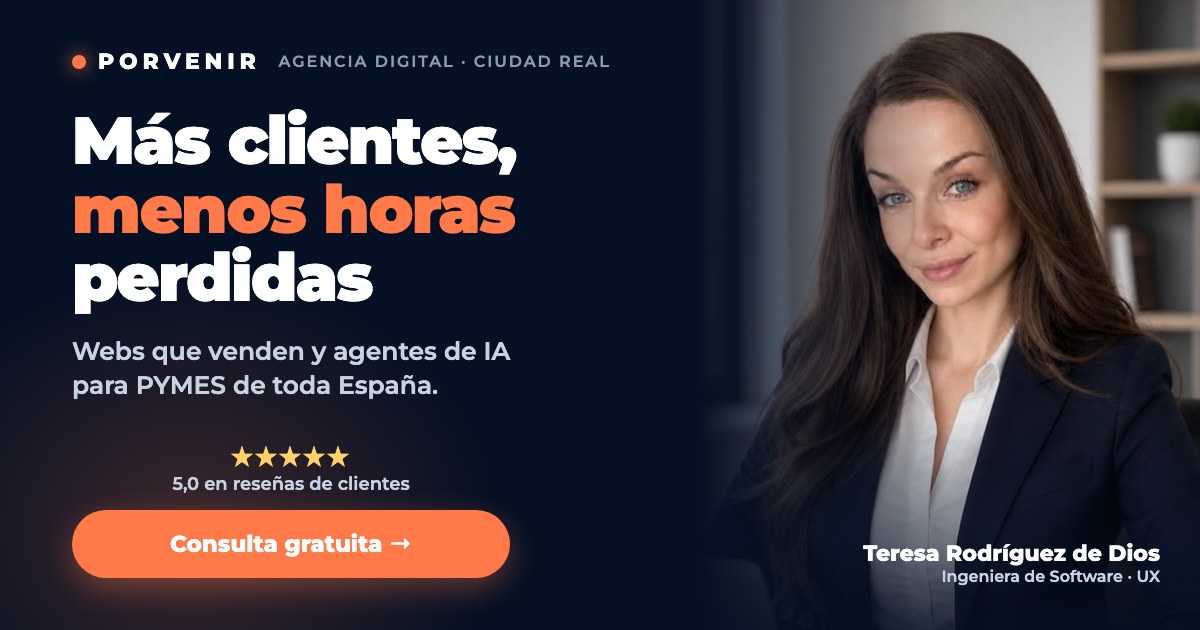 PORVENIR AGENCIA DIGITAL · CIUDAD REAL
Más clientes,
menos horas
perdidas
Webs que venden y agentes de IA
para PYMES de toda España.
★★★★★
5,0 en reseñas de clientes
Consulta gratuita →
Teresa Rodríguez de Dios
Ingeniera de Software · UX